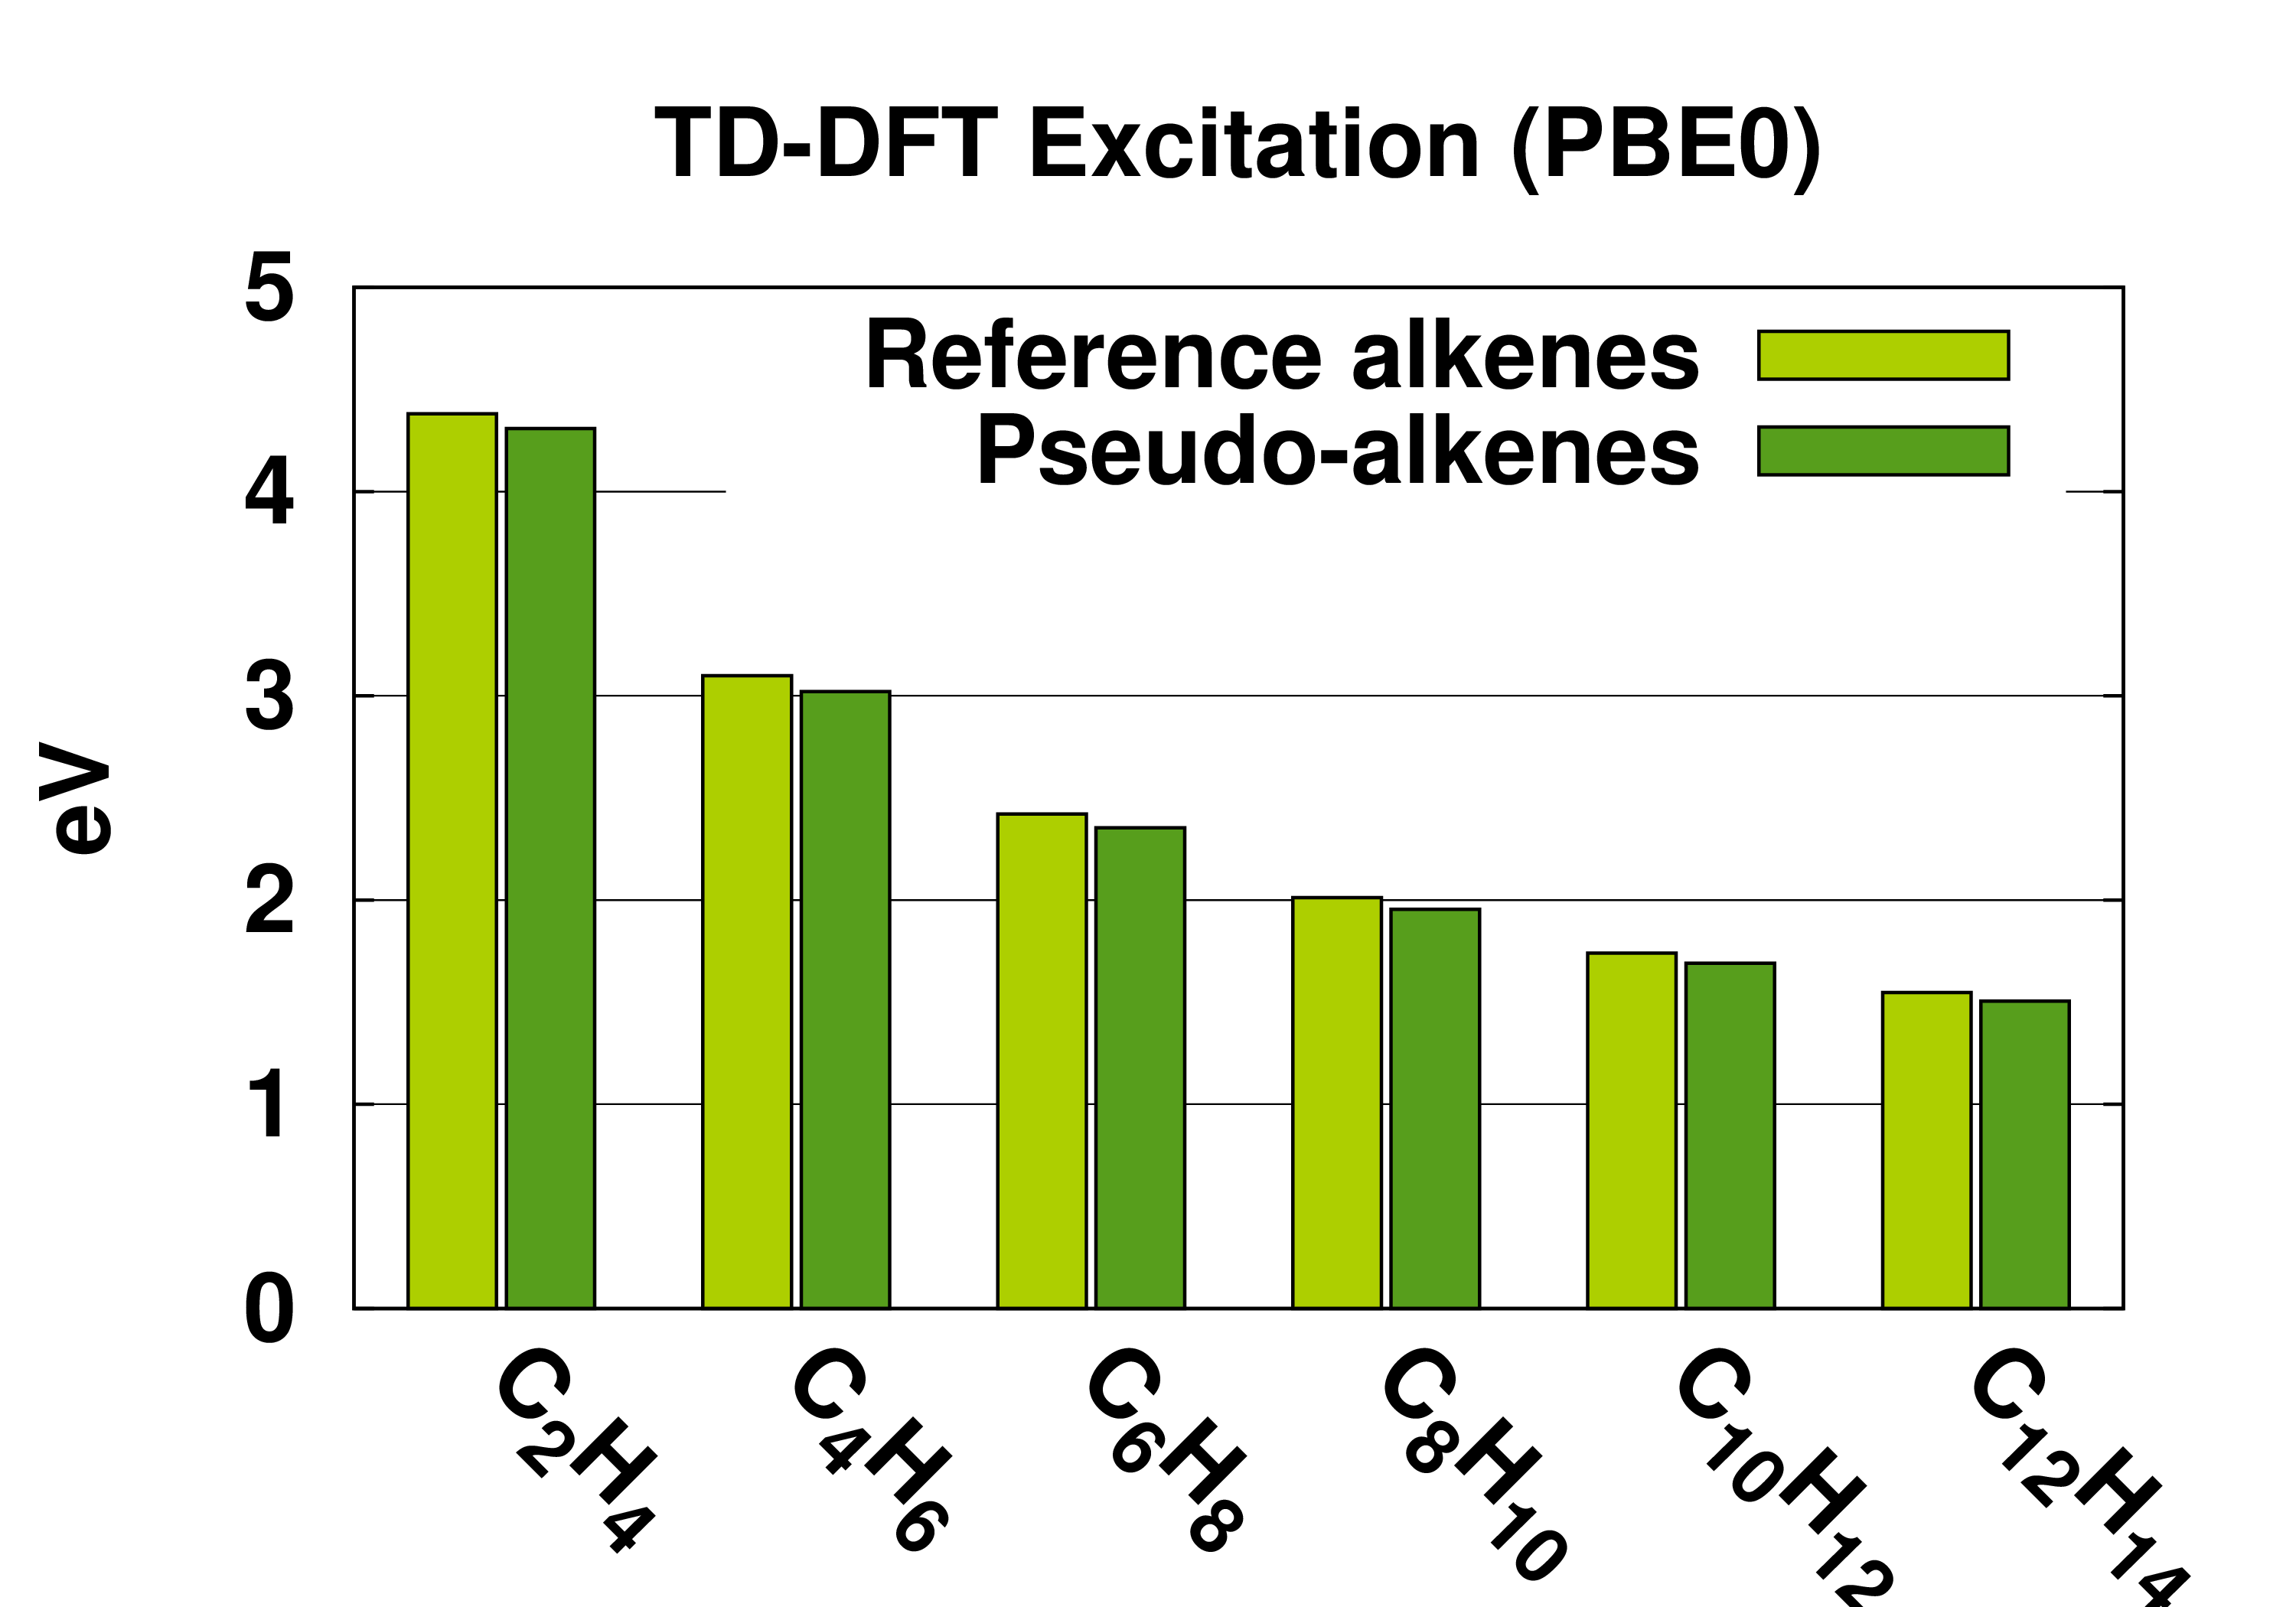 TD-DFT Excitation (PBE0)
5
4
3
2
1
0
eV
Reference alkenes
Pseudo-alkenes
C₂H₄
C₄H₆
C₆H₈
C₈H₁₀
C₁₀H₁₂
C₁₂H₁₄